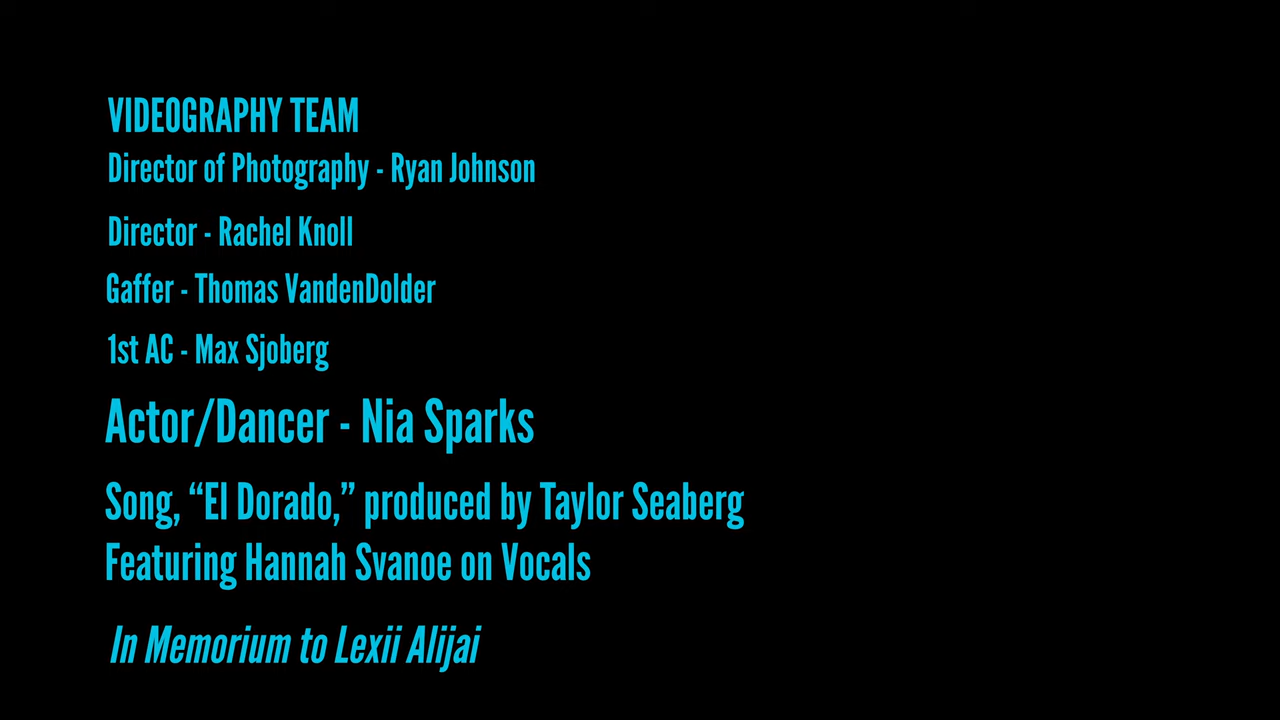 VIDEOGRAPHY TEAM
Director of Photography - Ryan Johnson
Director - Rachel Knoll
Gaffer - Thomas VandenDolder
1st AC - Max Sjoberg
Actor/Dancer - Nia Sparks
Song, “El Dorado,” produced by Taylor Seaberg
Featuring Hannah Svanoe on Vocals
In Memorium to Lexii Alijai